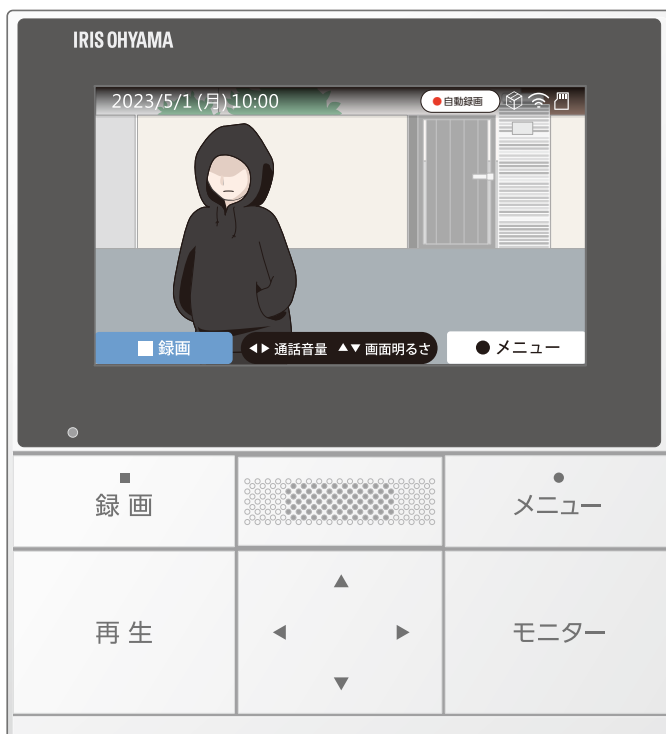 IRIS OHYAMA
2023/5/1 (月) 10:00
●自動録画
■ 録画
◀▶ 通話音量 ▲▼ 画面明るさ
● メニュー
■
録画
●
メニュー
再生
▲
◀ ▶
▼
モニター